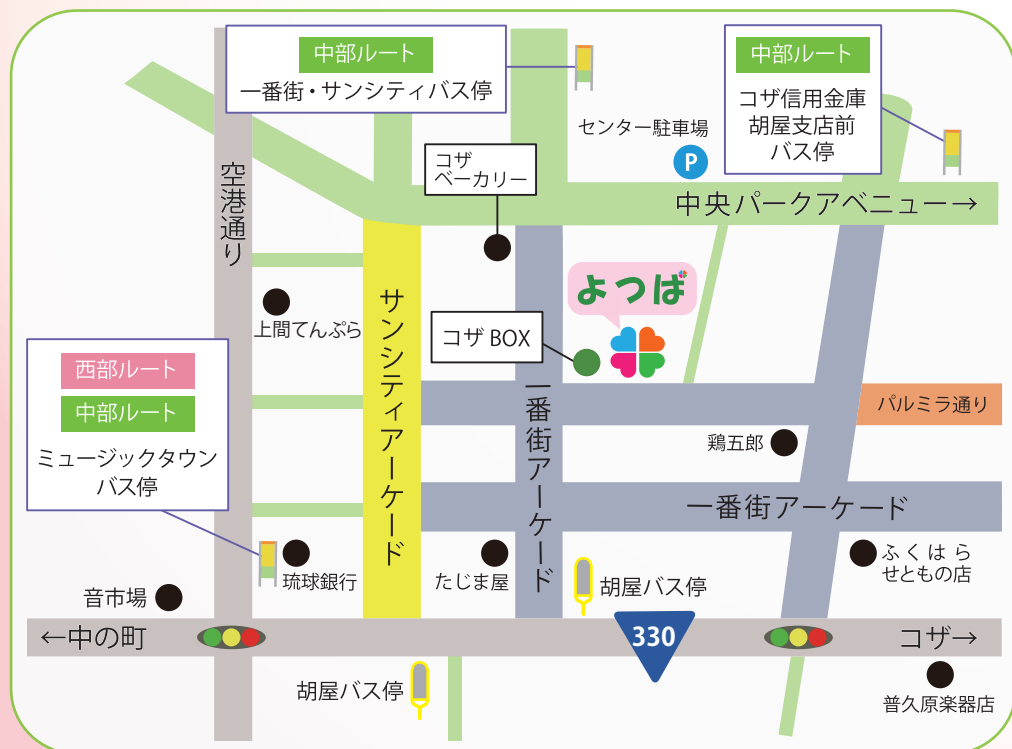 中部ルート
一番街・サンシティバス停
中部ルート
コザ信用金庫
胡屋支店前
バス停
センター駐車場
P
コザ
ベーカリー
空港通り
中央パークアベニュー→
よつば
上間てんぷら
サンシティアーケード
コザ BOX
西部ルート
中部ルート
ミュージックタウン
バス停
一番街アーケード
パルミラ通り
鶏五郎
一番街アーケード
琉球銀行
たじま屋
胡屋バス停
ふくはら
せともの店
音市場
←中の町
330
コザ→
胡屋バス停
普久原楽器店